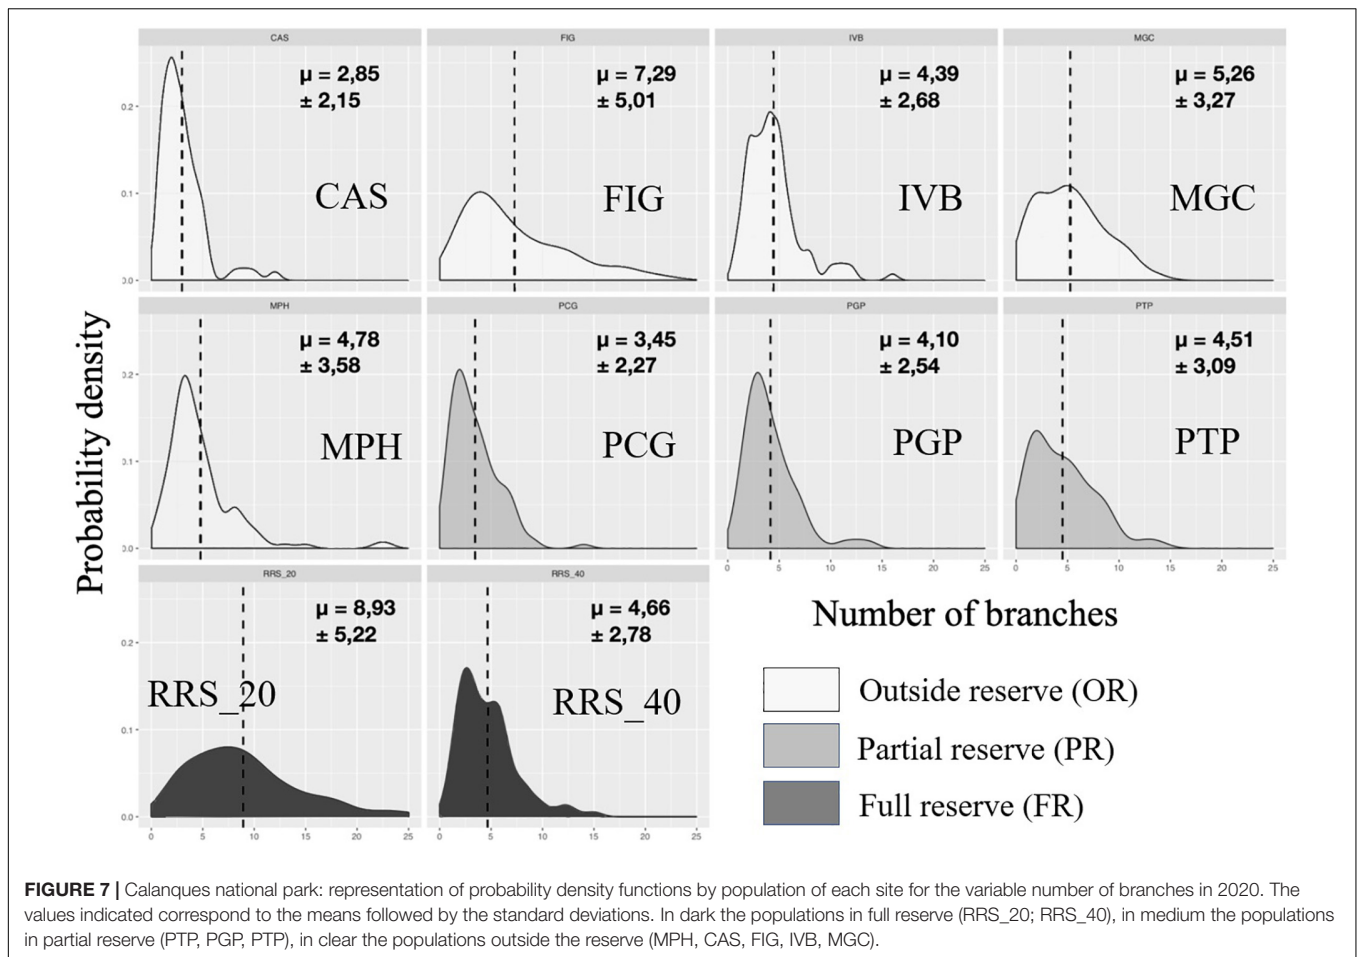 CAS FIG IVB MGC
μ = 2,85 μ = 7,29 μ = 4,39 μ = 5,26
± 2,15 ± 5,01 ± 2,68 ± 3,27
0.2
CAS FIG IVB MGC
0.1
0.0
MPH PCG PGP PTP
μ = 4,78 μ = 3,45 μ = 4,10 μ = 4,51
± 3,58 ± 2,27 ± 2,54 ± 3,09
0.2
MPH PCG PGP PTP
0.1
0.0
0 5 10 15 20 25 0 5 10 15 20 25
Probability density
RRS_20 RRS_40
μ = 8,93 μ = 4,66
± 5,22 ± 2,78
0.2
RRS_20 RRS_40
0.1
0.0
0 5 10 15 20 25 0 5 10 15 20 25
Number of branches
Outside reserve (OR)
Partial reserve (PR)
Full reserve (FR)
FIGURE 7 | Calanques national park: representation of probability density functions by population of each site for the variable number of branches in 2020. The
values indicated correspond to the means followed by the standard deviations. In dark the populations in full reserve (RRS_20; RRS_40), in medium the populations
in partial reserve (PTP, PGP, PTP), in clear the populations outside the reserve (MPH, CAS, FIG, IVB, MGC).